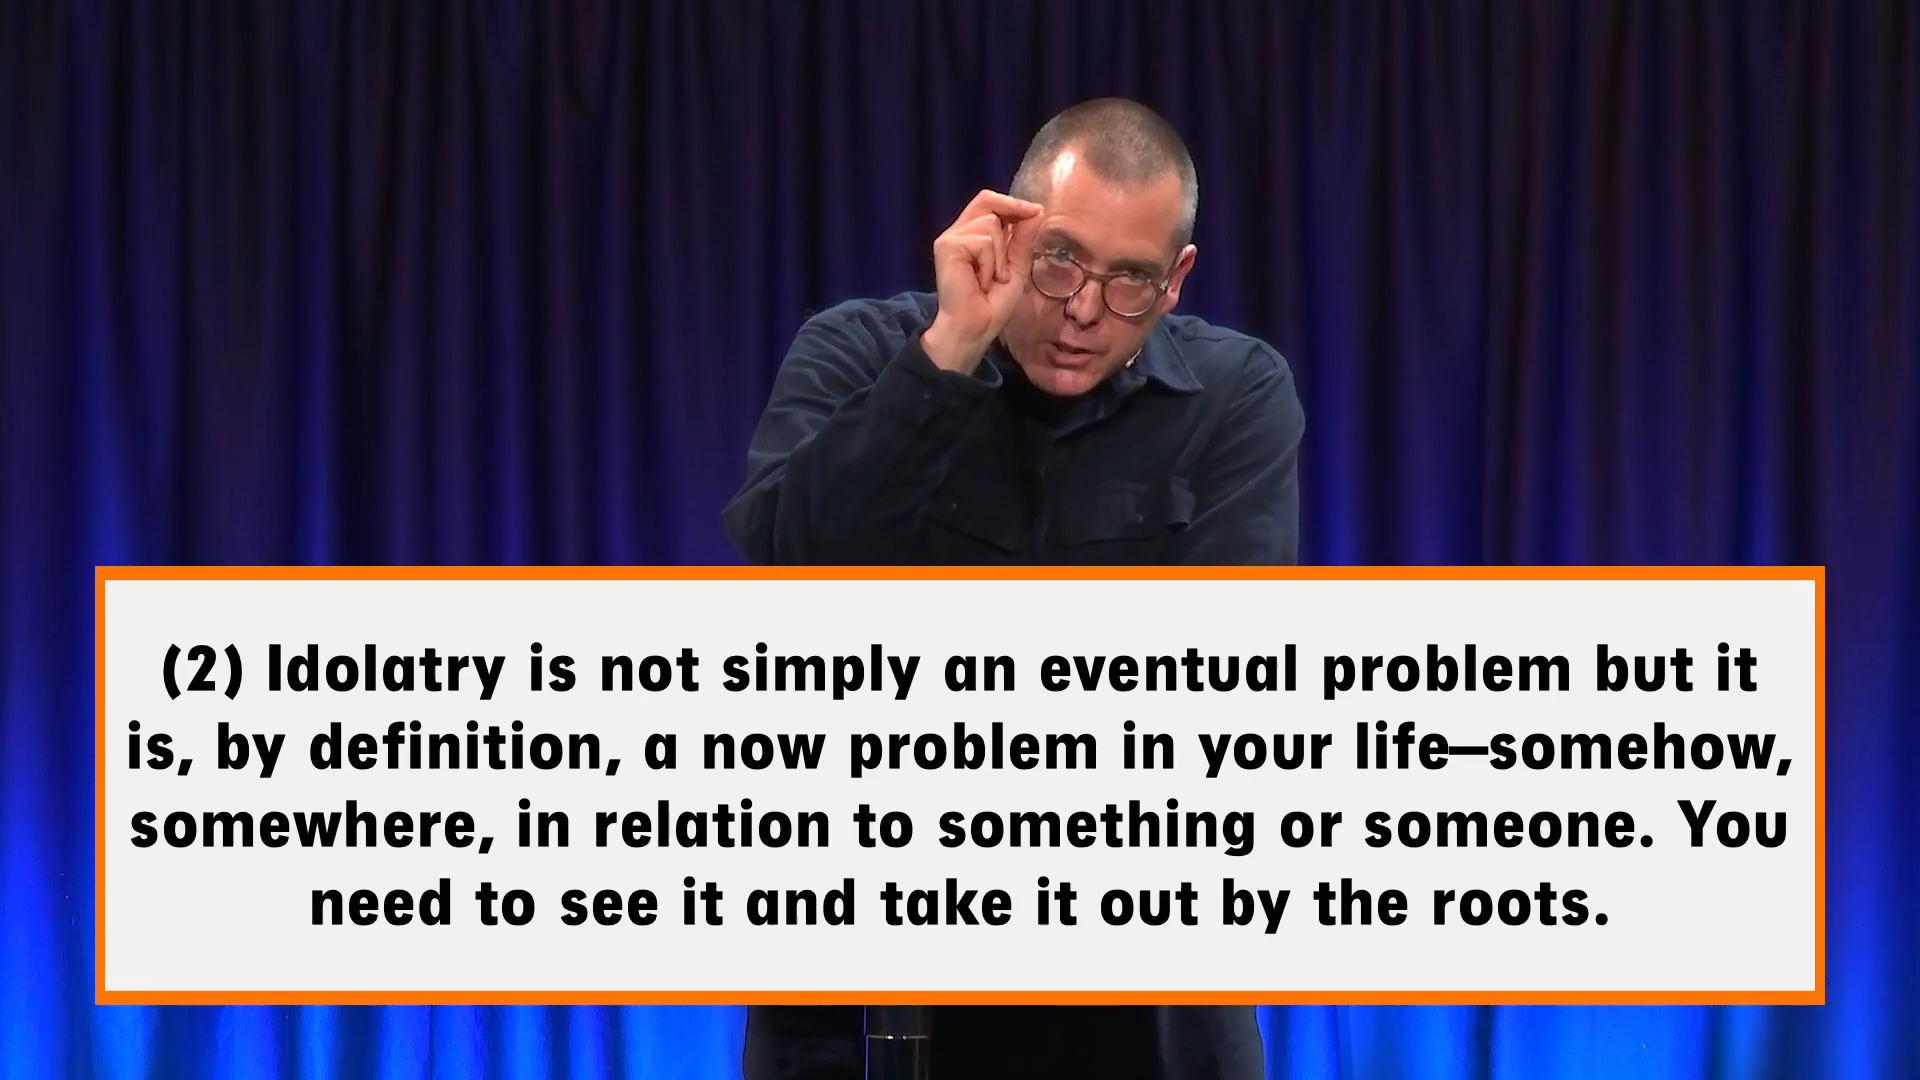 (2) Idolatry is not simply an eventual problem but it
is, by definition, a now problem in your life—somehow,
somewhere, in relation to something or someone. You
need to see it and take it out by the roots.